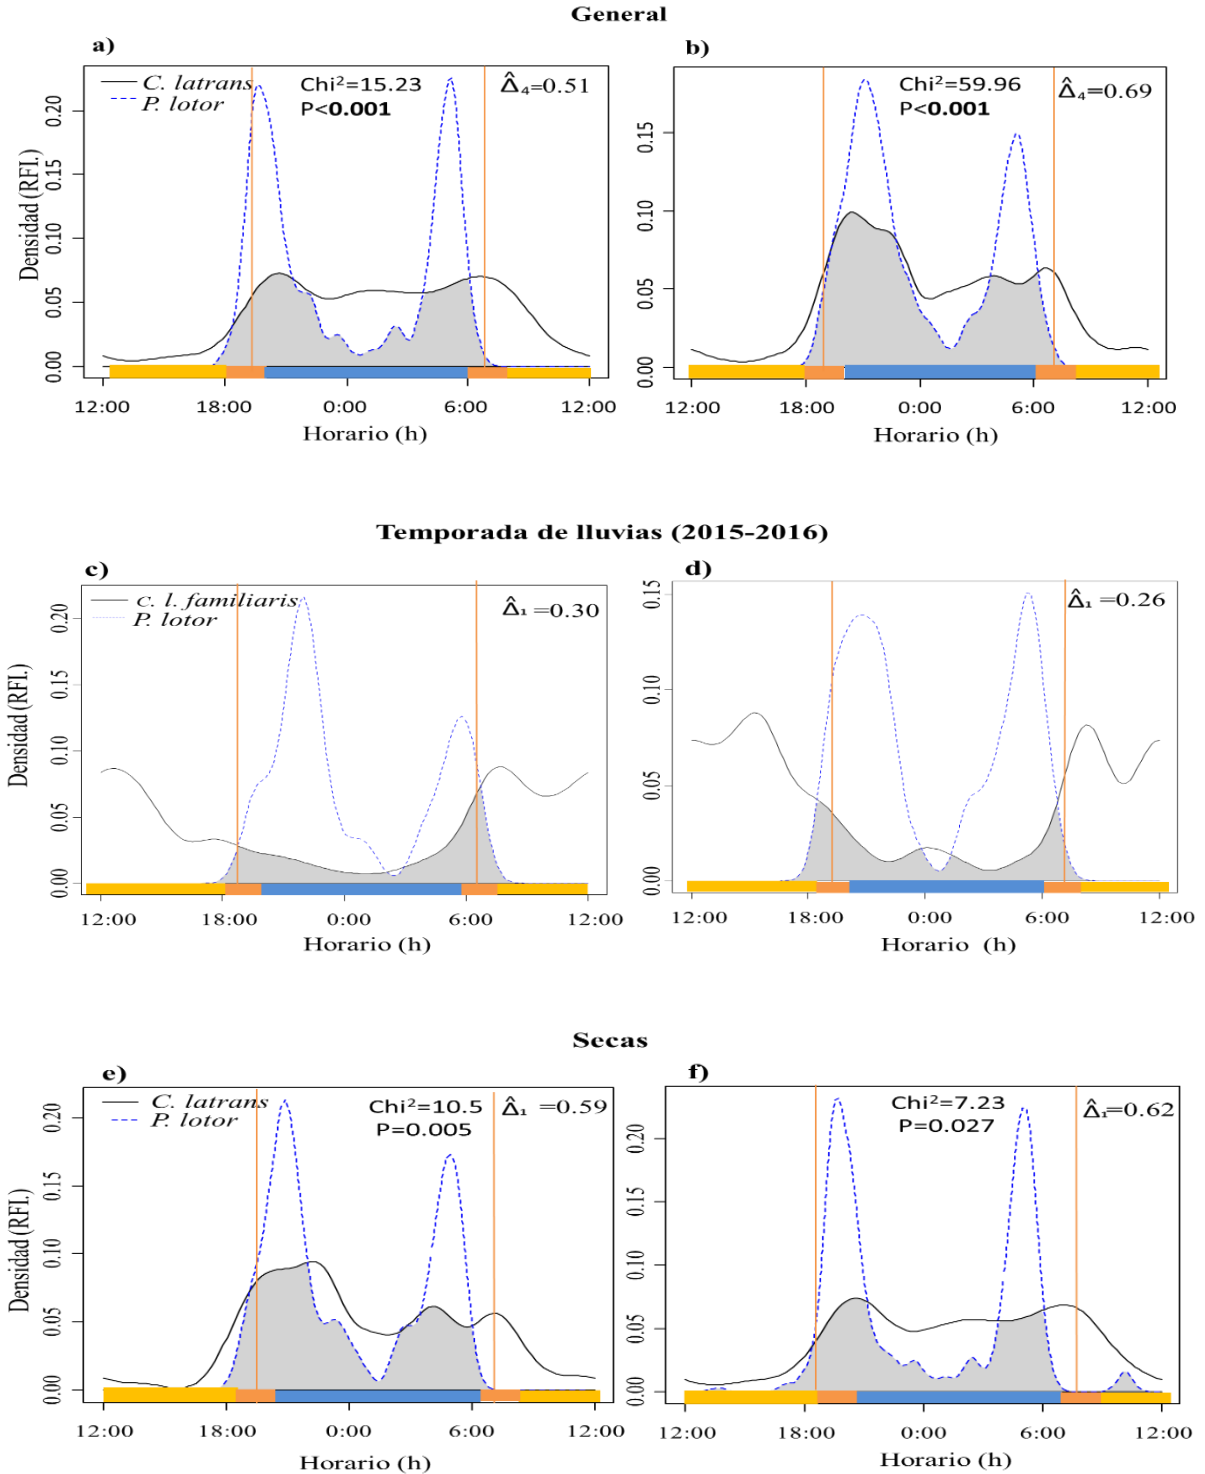 General
a)
C. latrans
P. lotor
Chi²=15.23
P<0.001
Δ̂₄=0.51
Densidad (RFI.)
0.20
0.15
0.10
0.05
0.00
12:00 18:00 0:00 6:00 12:00
Horario (h)
b)
Chi²=59.96
P<0.001
Δ̂₄=0.69
0.15
0.10
0.05
0.00
12:00 18:00 0:00 6:00 12:00
Horario (h)
Temporada de lluvias (2015-2016)
c)
C. l. familiaris
P. lotor
Δ̂₁=0.30
Densidad (RFI.)
0.20
0.15
0.10
0.05
0.00
12:00 18:00 0:00 6:00 12:00
Horario (h)
d)
Δ̂₁=0.26
0.15
0.10
0.05
0.00
12:00 18:00 0:00 6:00 12:00
Horario (h)
Secas
e)
C. latrans
P. lotor
Chi²=10.5
P=0.005
Δ̂₁ =0.59
Densidad (RFI.)
0.20
0.15
0.10
0.05
0.00
12:00 18:00 0:00 6:00 12:00
Horario (h)
f)
Chi²=7.23
P=0.027
Δ̂₁=0.62
0.20
0.15
0.10
0.05
0.00
12:00 18:00 0:00 6:00 12:00
Horario (h)